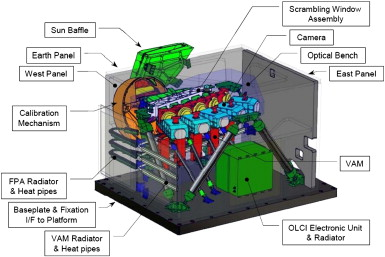 Sun Baffle
Scrambling Window
Assembly
Earth Panel
Camera
West Panel
Optical Bench
East Panel
Calibration
Mechanism
FPA Radiator
& Heat pipes
VAM
Baseplate & Fixation
I/F to Platform
OLCI Electronic Unit
& Radiator
VAM Radiator
& Heat pipes